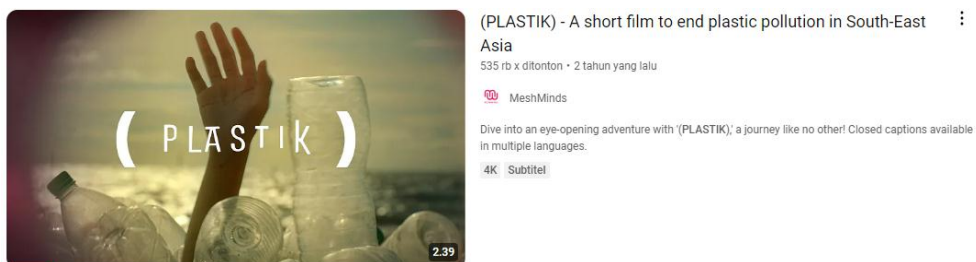 ( PLASTIK )
2.39
(PLASTIK) - A short film to end plastic pollution in South-East
Asia
535 rb x ditonton • 2 tahun yang lalu
MeshMinds
Dive into an eye-opening adventure with '(PLASTIK),' a journey like no other! Closed captions available
in multiple languages.
4K Subtitel